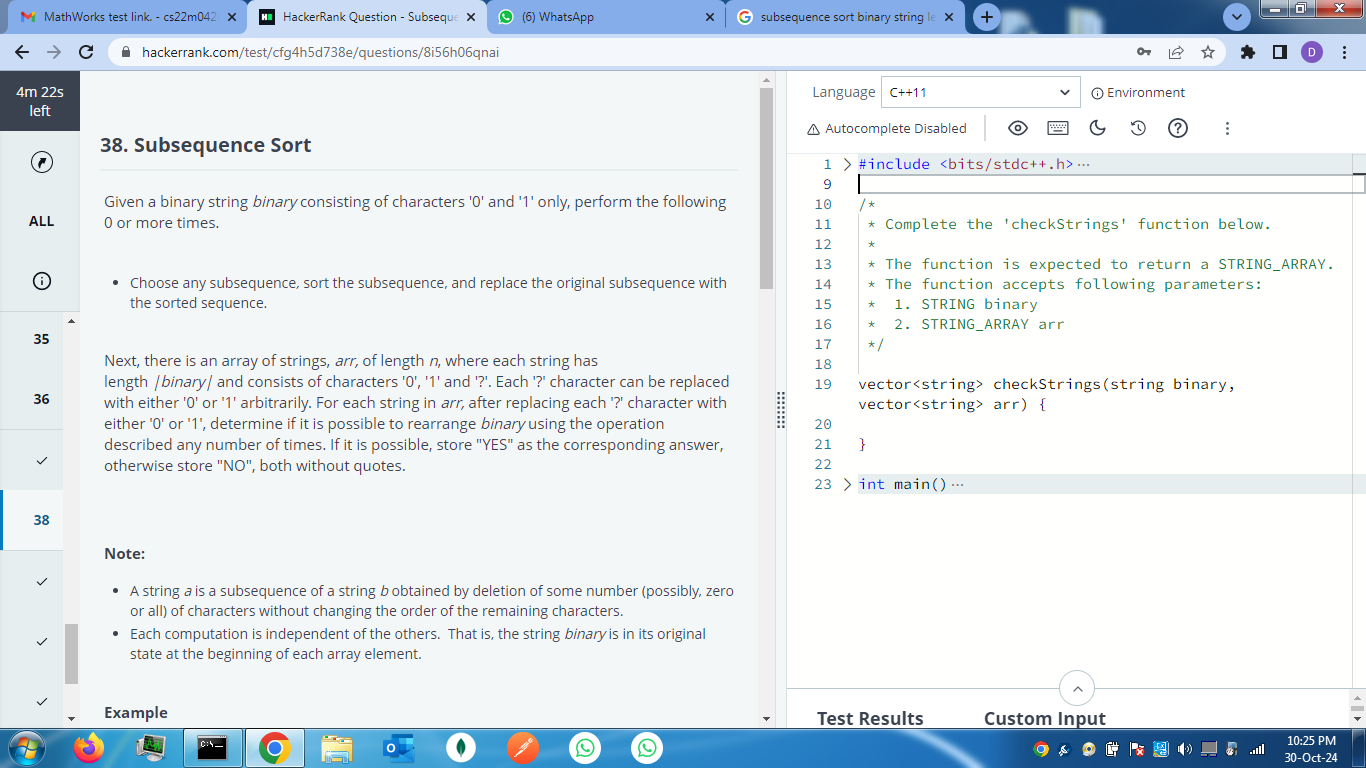 MathWorks test link. - cs22m042
HackerRank Question - Subseque
(6) WhatsApp
subsequence sort binary string le
hackerrank.com/test/cfg4h5d738e/questions/8i56h06qnai
D
4m 22s
left
ALL
35
36
38
38. Subsequence Sort
Given a binary string binary consisting of characters '0' and '1' only, perform the following
0 or more times.
• Choose any subsequence, sort the subsequence, and replace the original subsequence with
the sorted sequence.
Next, there is an array of strings, arr, of length n, where each string has
length |binary| and consists of characters '0', '1' and '?'. Each '?' character can be replaced
with either '0' or '1' arbitrarily. For each string in arr, after replacing each '?' character with
either '0' or '1', determine if it is possible to rearrange binary using the operation
described any number of times. If it is possible, store "YES" as the corresponding answer,
otherwise store "NO", both without quotes.
Note:
• A string a is a subsequence of a string b obtained by deletion of some number (possibly, zero
or all) of characters without changing the order of the remaining characters.
• Each computation is independent of the others.  That is, the string binary is in its original
state at the beginning of each array element.
Example
Language C++11 Environment
Autocomplete Disabled
1 #include <bits/stdc++.h>···
9
10 /*
11 * Complete the 'checkStrings' function below.
12 *
13 * The function is expected to return a STRING_ARRAY.
14 * The function accepts following parameters:
15 *  1. STRING binary
16 *  2. STRING_ARRAY arr
17 */
18
19 vector<string> checkStrings(string binary,
vector<string> arr) {
20
21 }
22
23 int main()···
Test Results Custom Input
10:25 PM
30-Oct-24